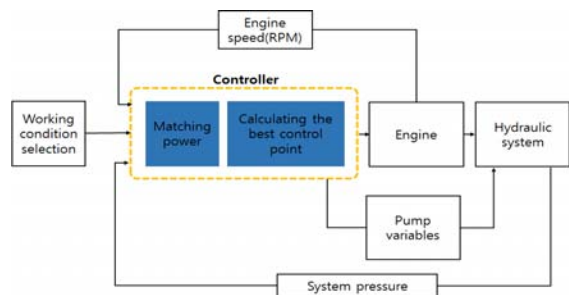 Engine
speed(RPM)
Controller
Working
condition
selection
Matching
power
Calculating the
best control
point
Engine
Hydraulic
system
Pump
variables
System pressure